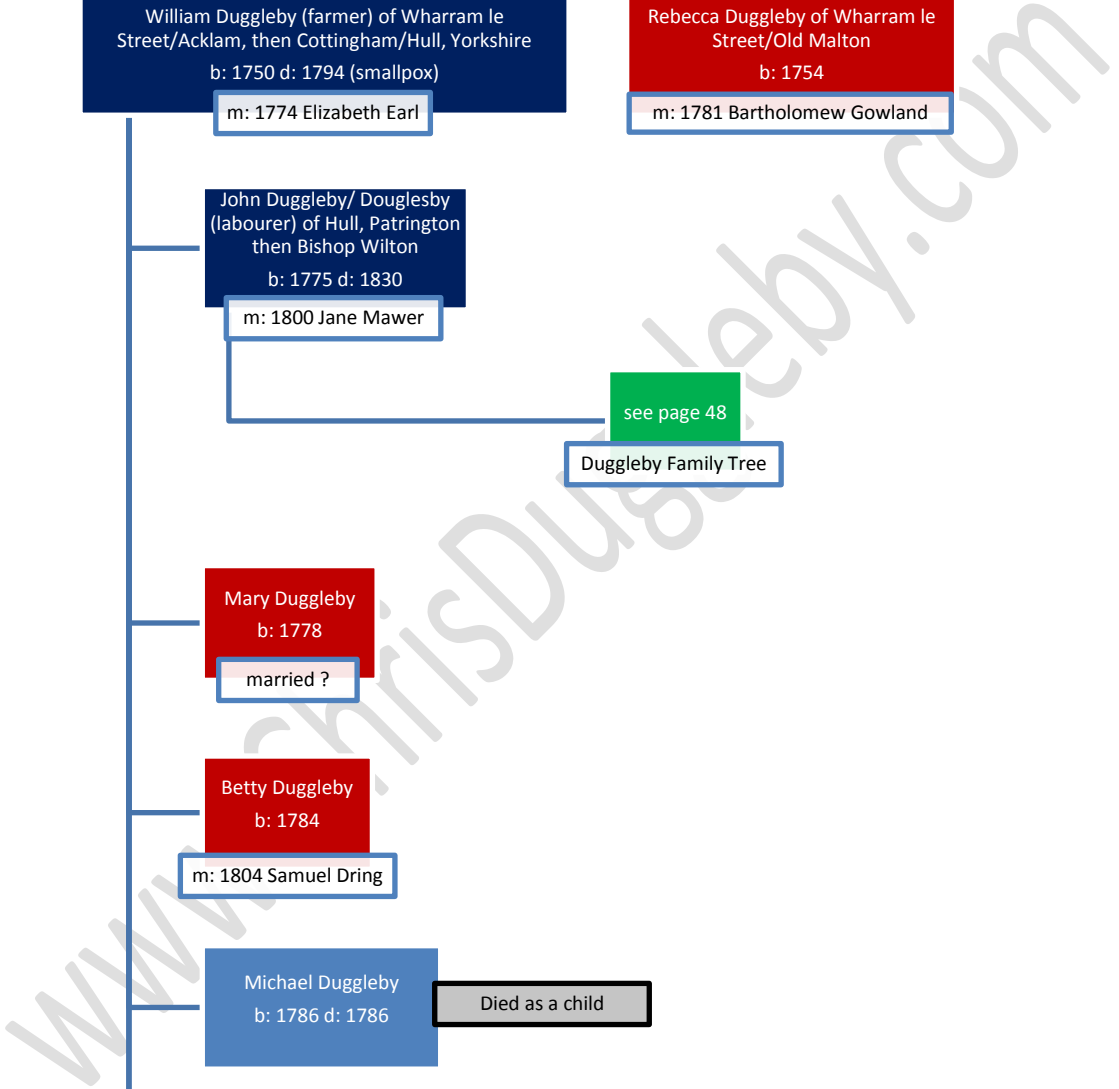 William Duggleby (farmer) of Wharram le
Street/Acklam, then Cottingham/Hull, Yorkshire
b: 1750 d: 1794 (smallpox)
m: 1774 Elizabeth Earl
Rebecca Duggleby of Wharram le
Street/Old Malton
b: 1754
m: 1781 Bartholomew Gowland
John Duggleby/ Douglesby
(labourer) of Hull, Patrington
then Bishop Wilton
b: 1775 d: 1830
m: 1800 Jane Mawer
see page 48
Duggleby Family Tree
Mary Duggleby
b: 1778
married ?
Betty Duggleby
b: 1784
m: 1804 Samuel Dring
Michael Duggleby
b: 1786 d: 1786
Died as a child
www.ChrisDuggleby.com